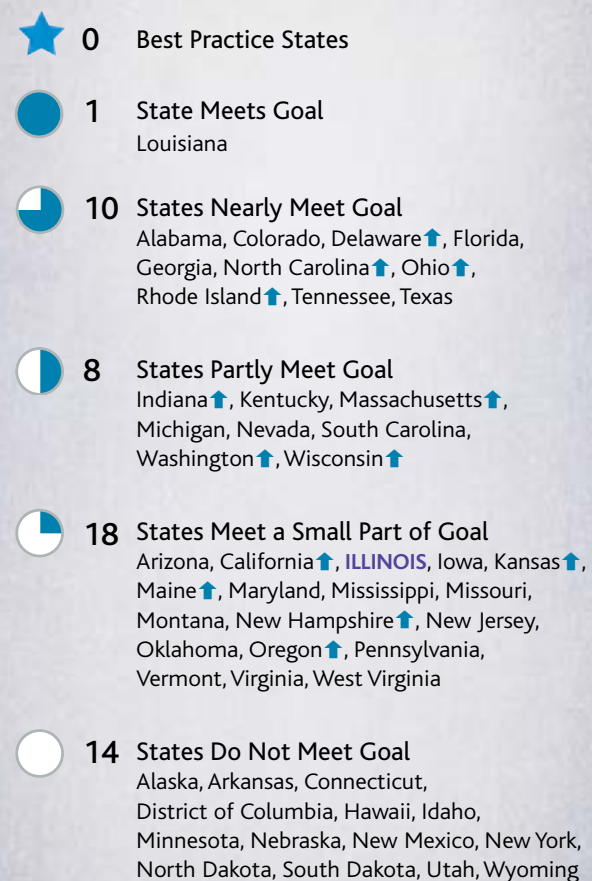 0 Best Practice States
1 State Meets Goal
Louisiana
10 States Nearly Meet Goal
Alabama, Colorado, Delaware⬆, Florida,
Georgia, North Carolina⬆, Ohio⬆,
Rhode Island⬆, Tennessee, Texas
8 States Partly Meet Goal
Indiana⬆, Kentucky, Massachusetts⬆,
Michigan, Nevada, South Carolina,
Washington⬆, Wisconsin⬆
18 States Meet a Small Part of Goal
Arizona, California⬆, ILLINOIS, Iowa, Kansas⬆,
Maine⬆, Maryland, Mississippi, Missouri,
Montana, New Hampshire⬆, New Jersey,
Oklahoma, Oregon⬆, Pennsylvania,
Vermont, Virginia, West Virginia
14 States Do Not Meet Goal
Alaska, Arkansas, Connecticut,
District of Columbia, Hawaii, Idaho,
Minnesota, Nebraska, New Mexico, New York,
North Dakota, South Dakota, Utah, Wyoming